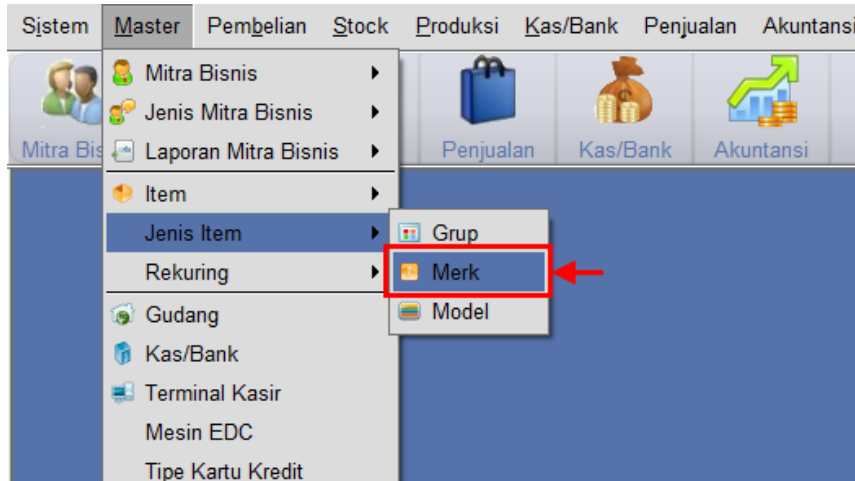 Sistem Master Pembelian Stock Produksi Kas/Bank Penjualan Akuntansi
Mitra Bis Penjualan Kas/Bank Akuntansi
Mitra Bisnis
Jenis Mitra Bisnis
Laporan Mitra Bisnis
Item
Jenis Item
Rekuring
Gudang
Kas/Bank
Terminal Kasir
Mesin EDC
Tipe Kartu Kredit
Grup
Merk
Model